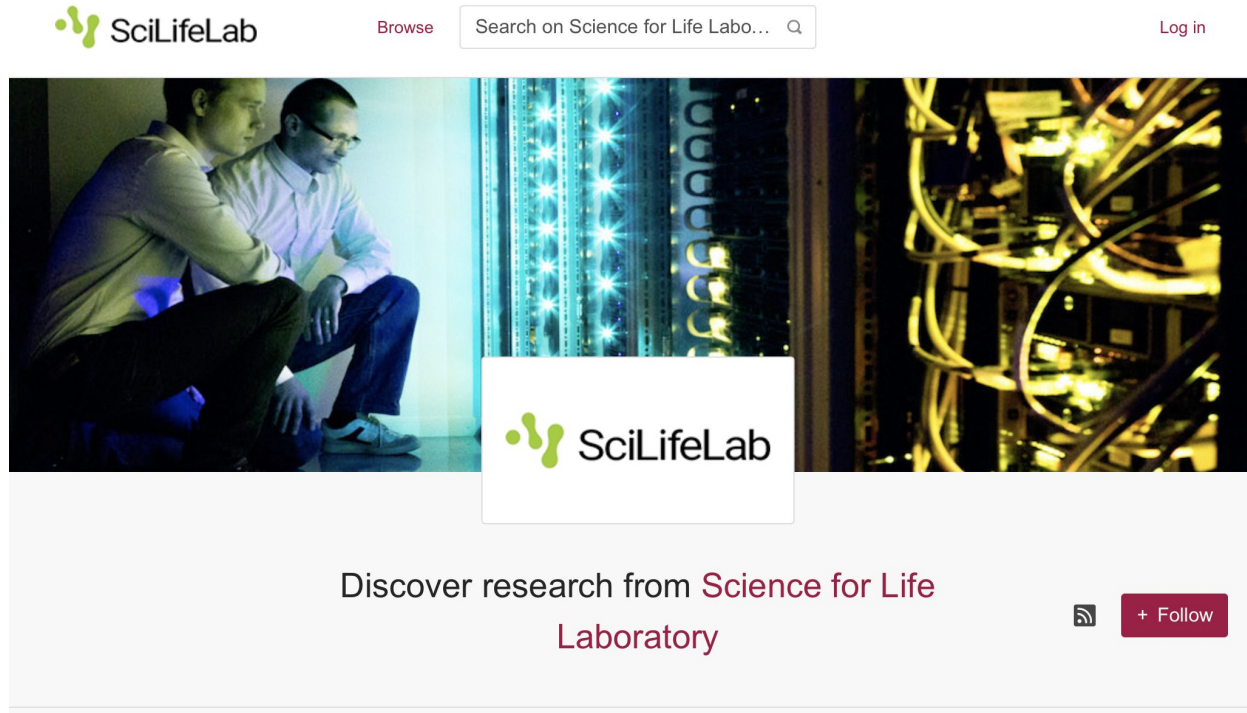 SciLifeLab
Browse
Search on Science for Life Labo...
Log in
SciLifeLab
Discover research from Science for Life
Laboratory
+ Follow